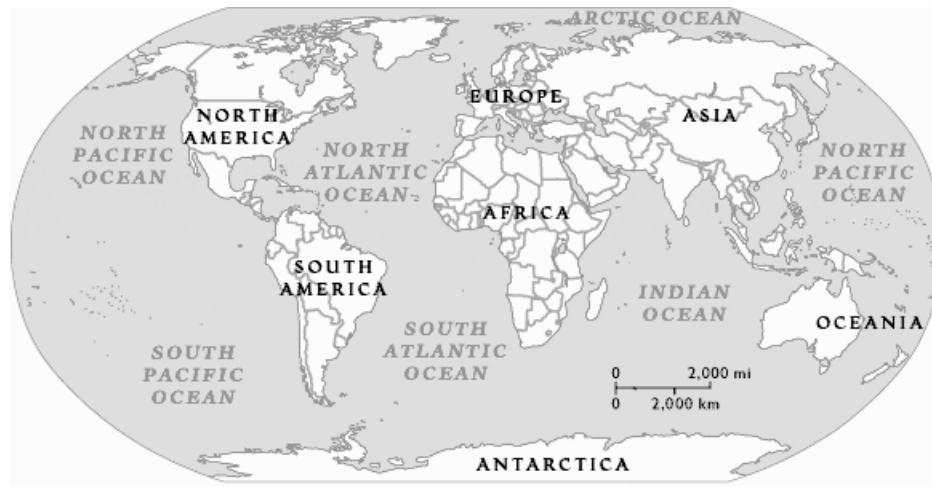 ARCTIC OCEAN
EUROPE
NORTH
AMERICA
ASIA
NORTH
PACIFIC
OCEAN
NORTH
ATLANTIC
OCEAN
NORTH
PACIFIC
OCEAN
AFRICA
SOUTH
AMERICA
INDIAN
OCEAN
OCEANIA
SOUTH
PACIFIC
OCEAN
SOUTH
ATLANTIC
OCEAN
0 2,000 mi
0 2,000 km
ANTARCTICA